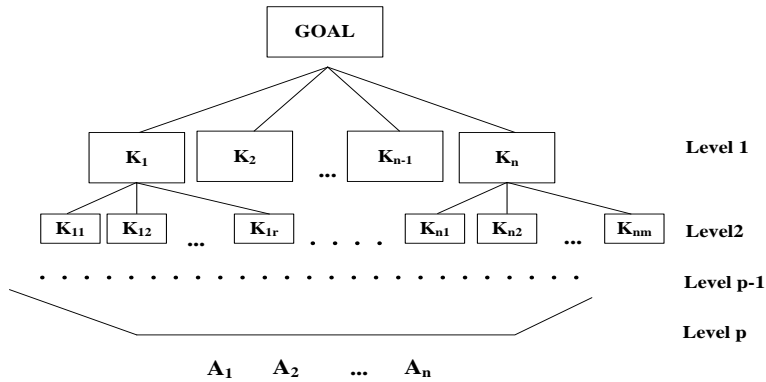 GOAL
K₁ K₂ ... Kₙ₋₁ Kₙ Level 1
K₁₁ K₁₂ ... K₁ᵣ . . . . Kₙ₁ Kₙ₂ ... Kₙₘ Level2
. . . . . . . . . . . . . . . . . . . . . . . . . . Level p-1
Level p
A₁ A₂ ... Aₙ